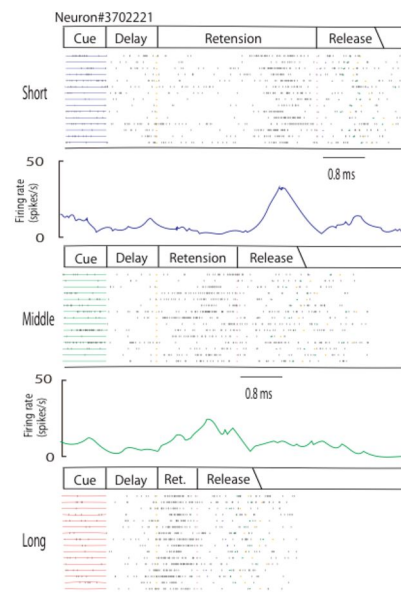 Neuron#3702221
Cue Delay Retension Release
Short
50
0.8 ms
Firing rate
(spikes/s)
0
Cue Delay Retension Release
Middle
50
0.8 ms
Firing rate
(spikes/s)
0
Cue Delay Ret. Release
Long